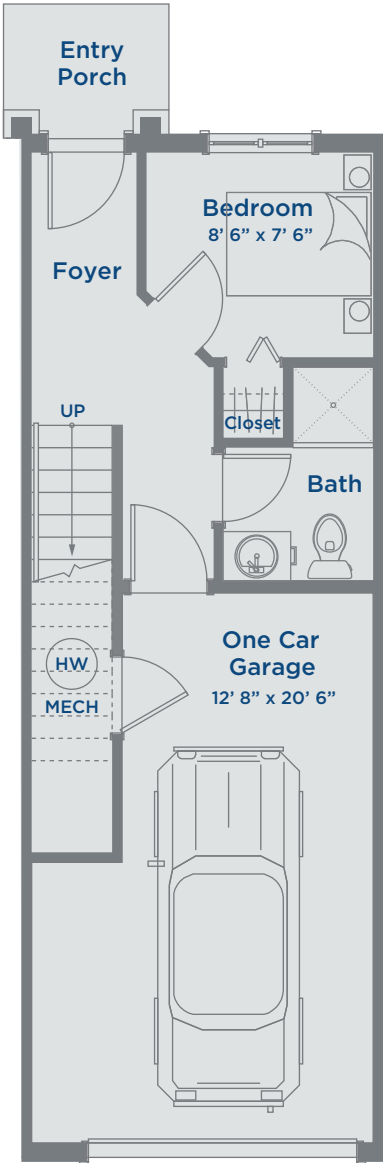 Entry
Porch
Bedroom
8’ 6” x 7’ 6”
Foyer
UP
Closet
Bath
One Car
Garage
12’ 8” x 20’ 6”
HW
MECH